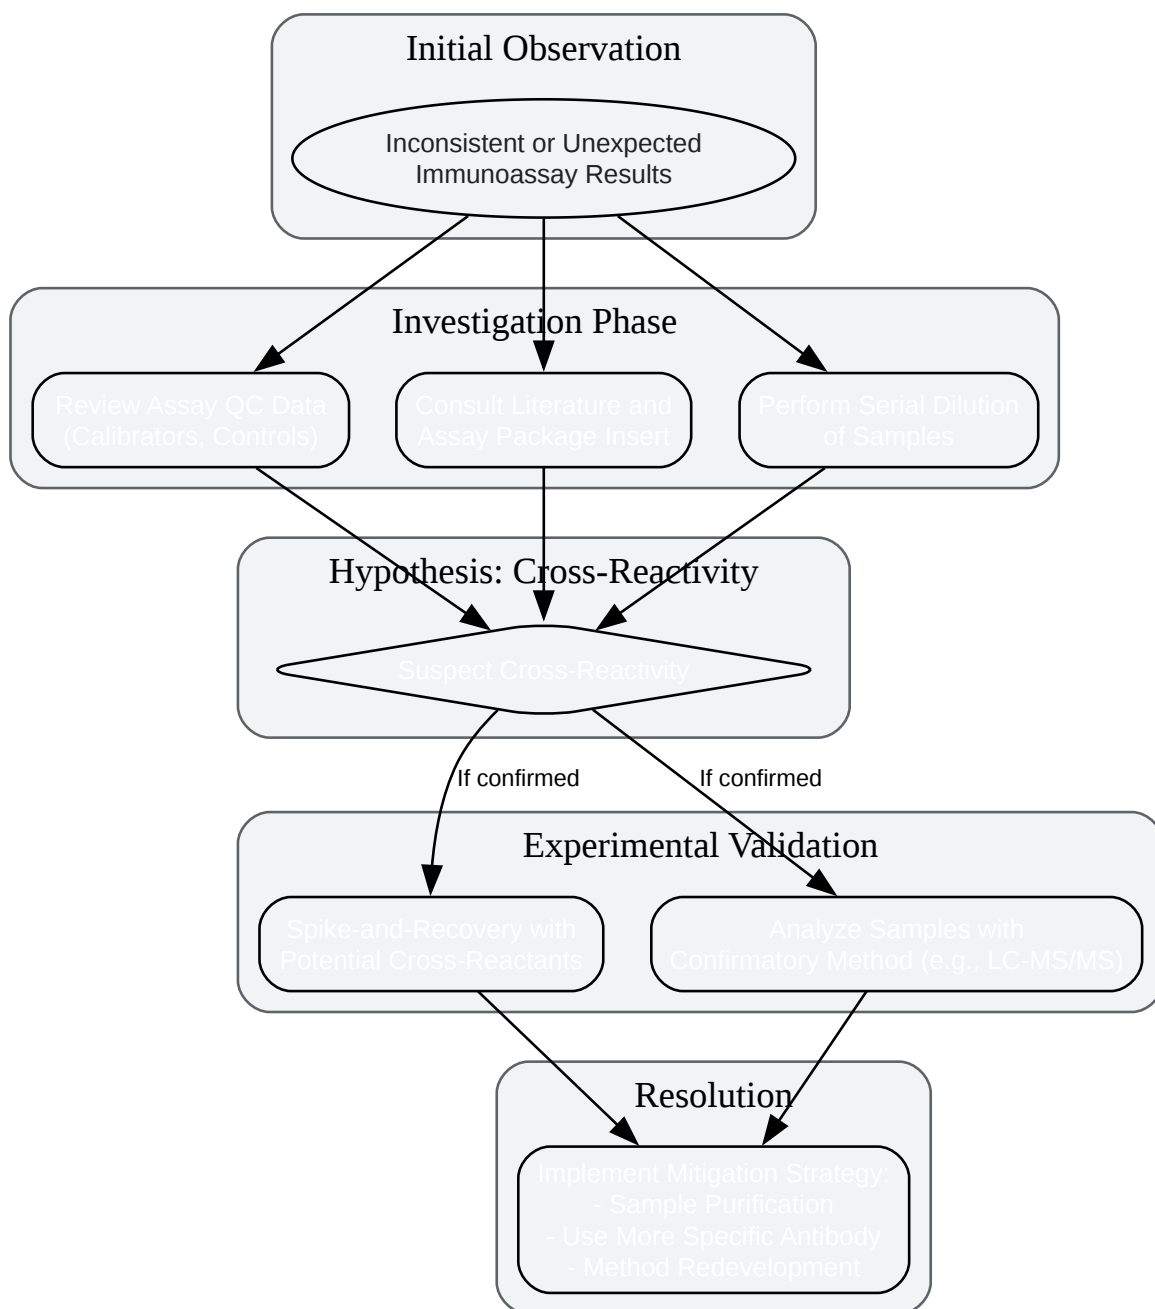 Initial Observation
Inconsistent or Unexpected
Immunoassay Results
Investigation Phase
Review Assay QC Data
(Calibrators, Controls)
Consult Literature and
Assay Package Insert
Perform Serial Dilution
of Samples
Hypothesis: Cross-Reactivity
Suspect Cross-Reactivity
If confirmed
If confirmed
Experimental Validation
Spike-and-Recovery with
Potential Cross-Reactants
Analyze Samples with
Confirmatory Method (e.g., LC-MS/MS)
Resolution
Implement Mitigation Strategy:
- Sample Purification
- Use More Specific Antibody
- Method Redevelopment